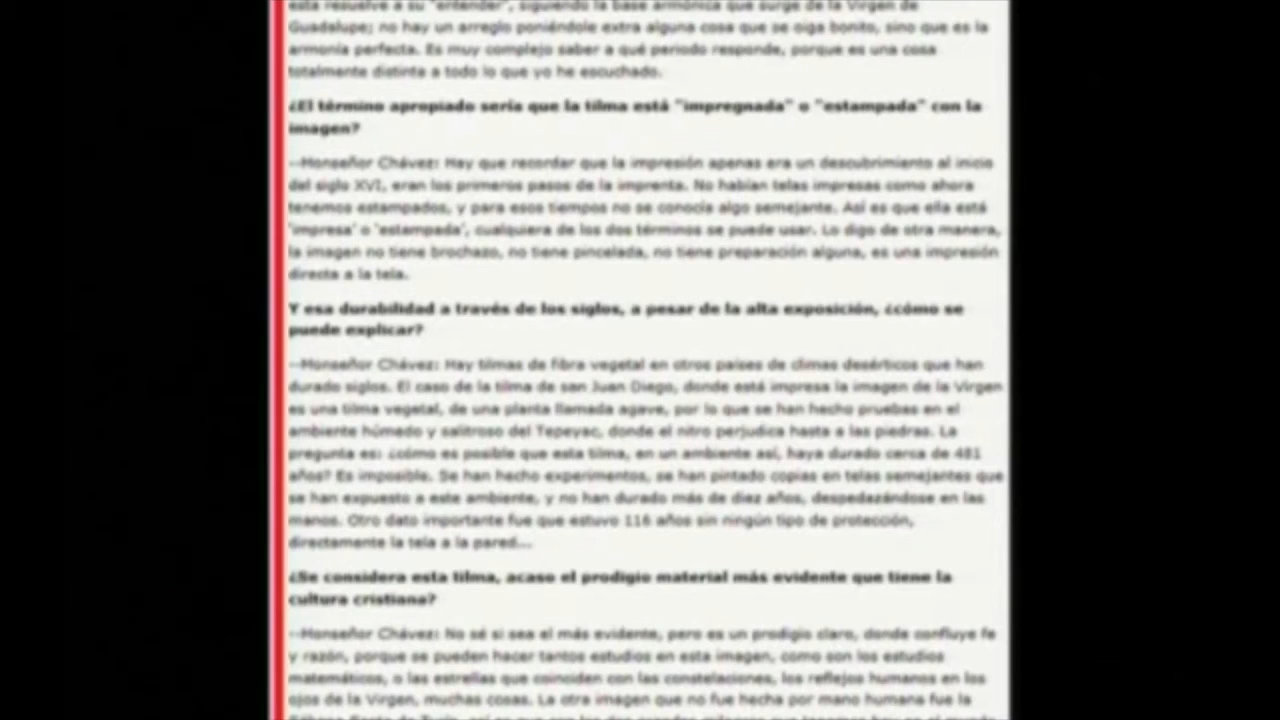 esta resuelve a su "entender", siguiendo la base armónica que surge de la Virgen de
Guadalupe; no hay un arreglo poniéndole extra alguna cosa que se oiga bonito, sino que es la
armonía perfecta. Es muy complejo saber a qué periodo responde, porque es una cosa
totalmente distinta a todo lo que yo he escuchado.
¿El término apropiado sería que la tilma está "impregnada" o "estampada" con la
imagen?
--Monseñor Chávez: Hay que recordar que la impresión apenas era un descubrimiento al inicio
del siglo XVI, eran los primeros pasos de la imprenta. No habían telas impresas como ahora
tenemos estampados, y para esos tiempos no se conocía algo semejante. Así es que ella está
'impresa' o 'estampada', cualquiera de los dos términos se puede usar. Lo digo de otra manera,
la imagen no tiene brochazo, no tiene pincelada, no tiene preparación alguna, es una impresión
directa a la tela.
Y esa durabilidad a través de los siglos, a pesar de la alta exposición, ¿cómo se
puede explicar?
--Monseñor Chávez: Hay tilmas de fibra vegetal en otros países de climas desérticos que han
durado siglos. El caso de la tilma de san Juan Diego, donde está impresa la imagen de la Virgen
es una tilma vegetal, de una planta llamada agave, por lo que se han hecho pruebas en el
ambiente húmedo y salitroso del Tepeyac, donde el nitro perjudica hasta a las piedras. La
pregunta es: ¿cómo es posible que esta tilma, en un ambiente así, haya durado cerca de 481
años? Es imposible. Se han hecho experimentos, se han pintado copias en telas semejantes que
se han expuesto a este ambiente, y no han durado más de diez años, despedazándose en las
manos. Otro dato importante fue que estuvo 116 años sin ningún tipo de protección,
directamente la tela a la pared...
¿Se considera esta tilma, acaso el prodigio material más evidente que tiene la
cultura cristiana?
--Monseñor Chávez: No sé si sea el más evidente, pero es un prodigio claro, donde confluye fe
y razón, porque se pueden hacer tantos estudios en esta imagen, como son los estudios
matemáticos, o las estrellas que coinciden con las constelaciones, los reflejos humanos en los
ojos de la Virgen, muchas cosas. La otra imagen que no fue hecha por mano humana fue la